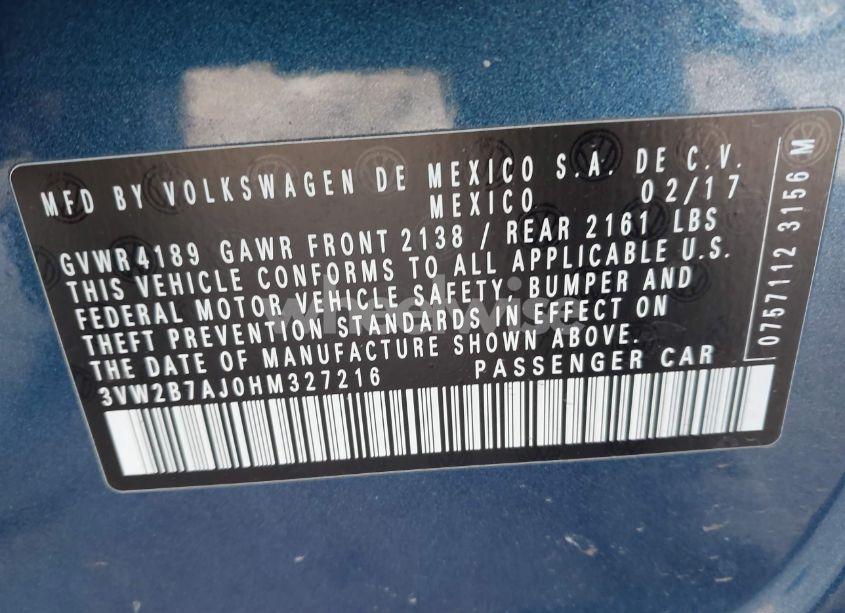 MFD BY VOLKSWAGEN DE MEXICO S.A. DE C.V.
MEXICO 02/17
GVWR4189 GAWR FRONT 2138 / REAR 2161 LBS
THIS VEHICLE CONFORMS TO ALL APPLICABLE U.S.
FEDERAL MOTOR VEHICLE SAFETY, BUMPER AND
THEFT PREVENTION STANDARDS IN EFFECT ON
THE DATE OF MANUFACTURE SHOWN ABOVE.
3VW2B7AJ0HM327216 PASSENGER CAR
0757112 3156 M
wheelwise